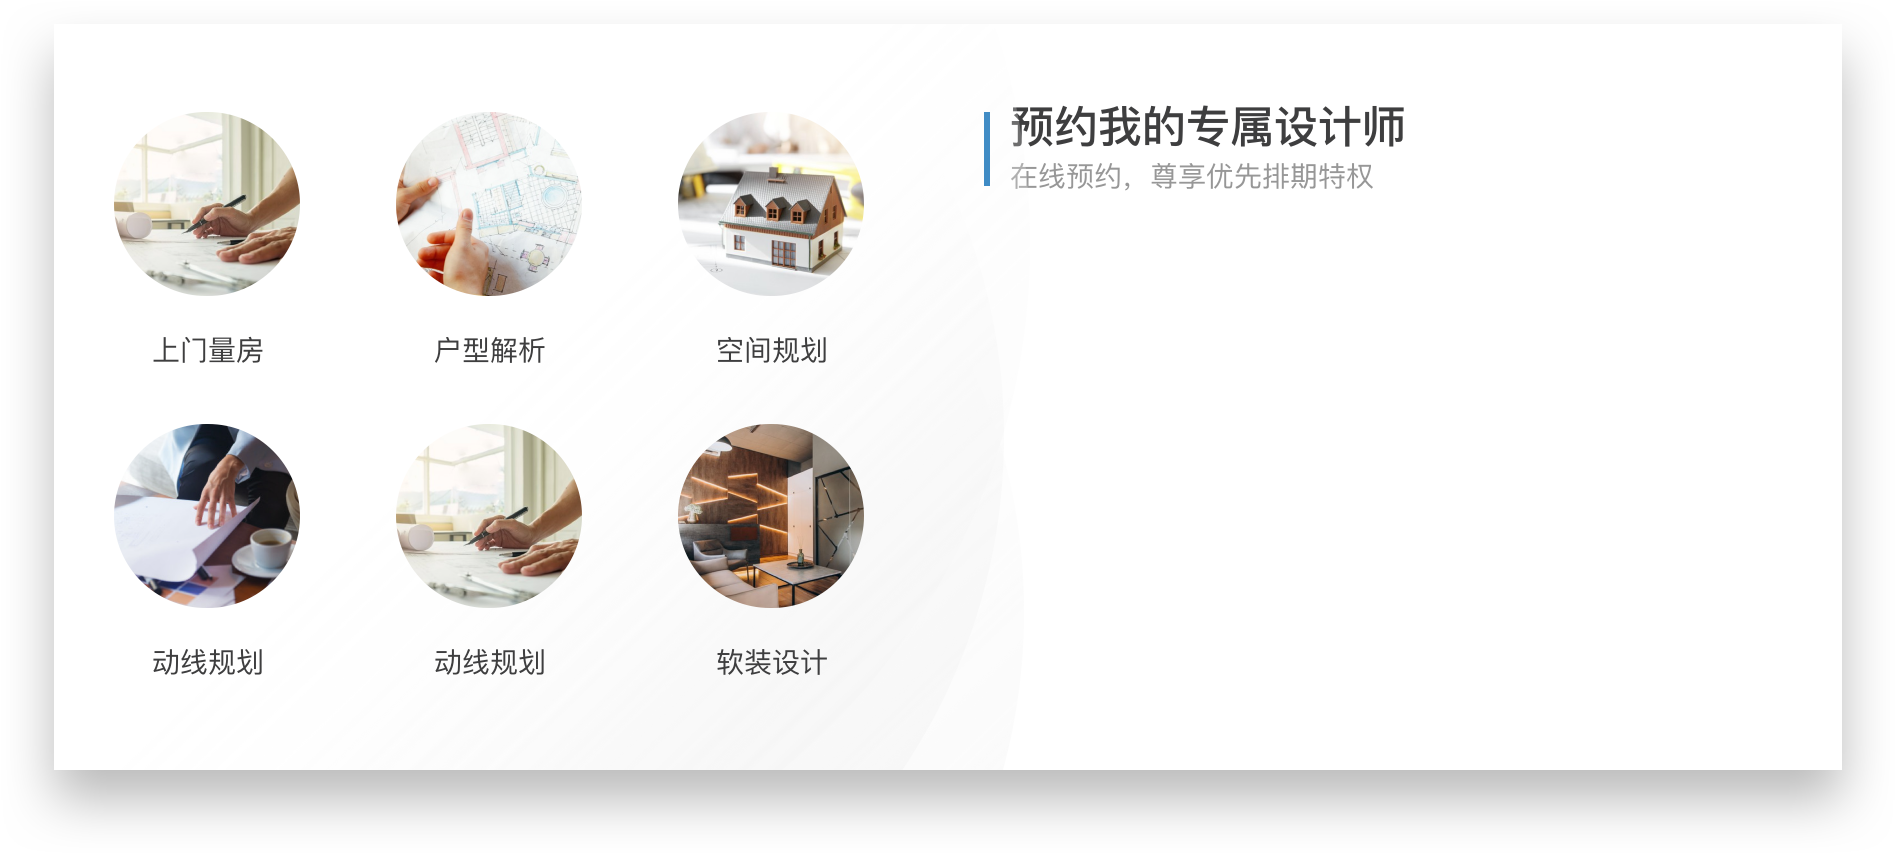 上门量房
户型解析
空间规划
动线规划
动线规划
软装设计
预约我的专属设计师
在线预约，尊享优先排期特权